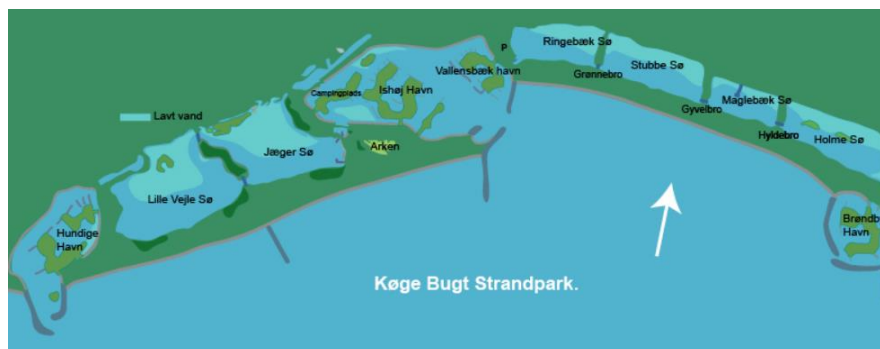 P
Ringebæk Sø
Grønnebro
Stubbe Sø
Gyvelbro
Maglebæk Sø
Hyldebro
Holme Sø
Vallensbæk havn
Campingplads
Ishøj Havn
Lavt vand
Arken
Jæger Sø
Lille Vejle Sø
Hundige
Havn
Brøndb
Havn
Køge Bugt Strandpark.